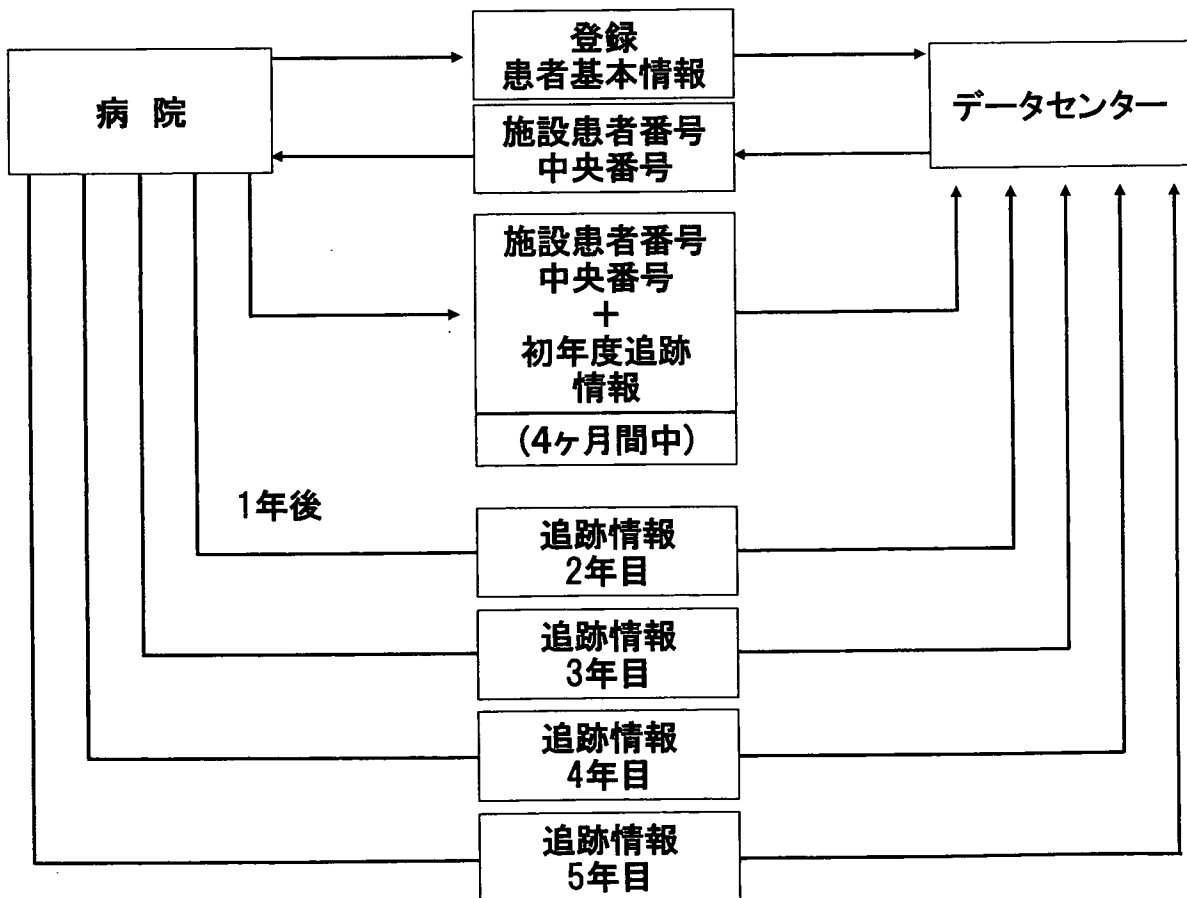 病 院
登録
患者基本情報
施設患者番号
中央番号
データセンター
施設患者番号
中央番号
＋
初年度追跡
情報
(4ヶ月間中)
1年後
追跡情報
2年目
追跡情報
3年目
追跡情報
4年目
追跡情報
5年目